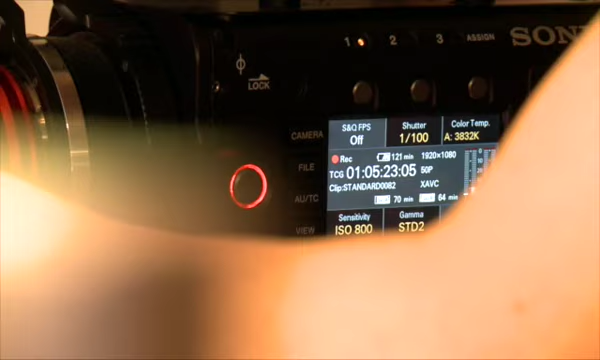 1 2 3 ASSIGN SONY
LOCK
CAMERA
FILE
AU/TC
VIEW
S&Q FPS Shutter Color Temp.
Off 1/100 A: 3832K
Rec 121 min 1920×1080
TCG 01:05:23:05 50P
Clip:STANDARD0082 XAVC
70 min 64 min
Sensitivity Gamma
ISO 800 STD2